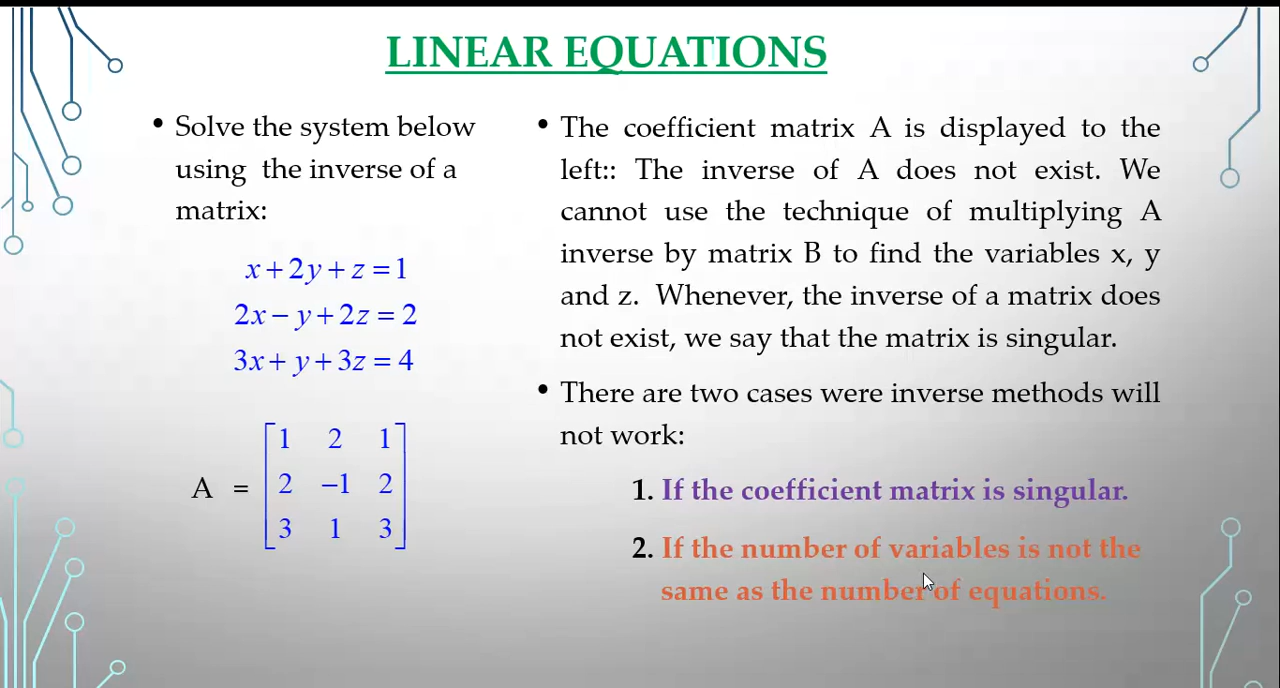 LINEAR EQUATIONS
• Solve the system below
using the inverse of a
matrix:
x + 2y + z = 1
2x − y + 2z = 2
3x + y + 3z = 4
A = [1 2 1
2 −1 2
3 1 3]
• The coefficient matrix A is displayed to the
left:: The inverse of A does not exist. We
cannot use the technique of multiplying A
inverse by matrix B to find the variables x, y
and z. Whenever, the inverse of a matrix does
not exist, we say that the matrix is singular.
• There are two cases were inverse methods will
not work:
1. If the coefficient matrix is singular.
2. If the number of variables is not the
same as the number of equations.